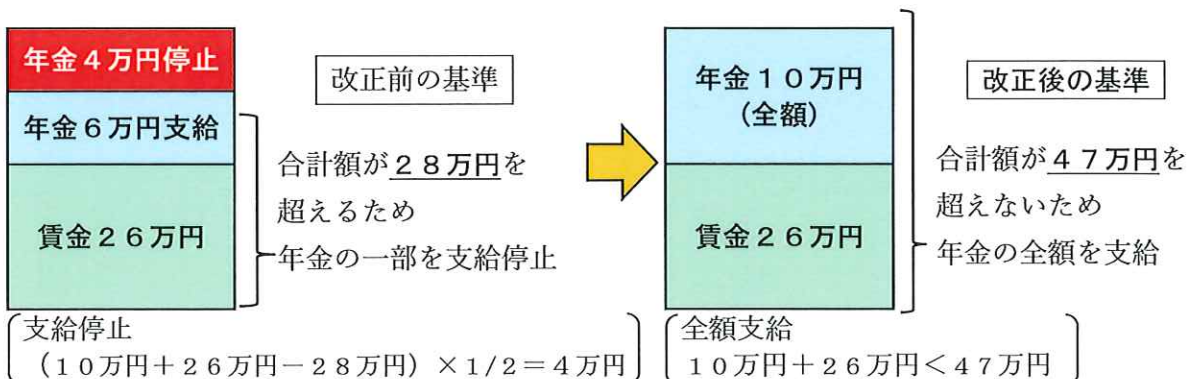 年金４万円停止
年金６万円支給
賃金２６万円
改正前の基準
合計額が２８万円を
超えるため
年金の一部を支給停止
支給停止
（１０万円＋２６万円－２８万円）×１/２＝４万円
年金１０万円
（全額）
賃金２６万円
改正後の基準
合計額が４７万円を
超えないため
年金の全額を支給
全額支給
１０万円＋２６万円＜４７万円